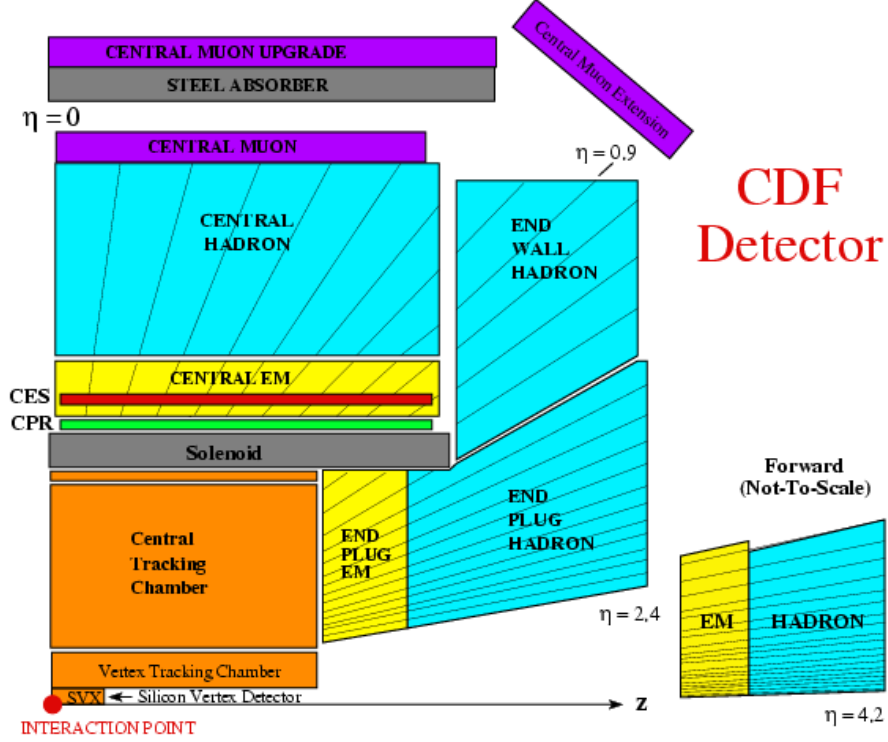 CENTRAL MUON UPGRADE
STEEL ABSORBER
Central Muon Extension
η = 0
CENTRAL MUON
η = 0.9
CDF
Detector
CENTRAL
HADRON
END
WALL
HADRON
CENTRAL EM
CES
CPR
Solenoid
Forward
(Not-To-Scale)
Central
Tracking
Chamber
END
PLUG
EM
END
PLUG
HADRON
η = 2,4
EM
HADRON
Vertex Tracking Chamber
SVX
← Silicon Vertex Detector
z
η = 4,2
INTERACTION POINT